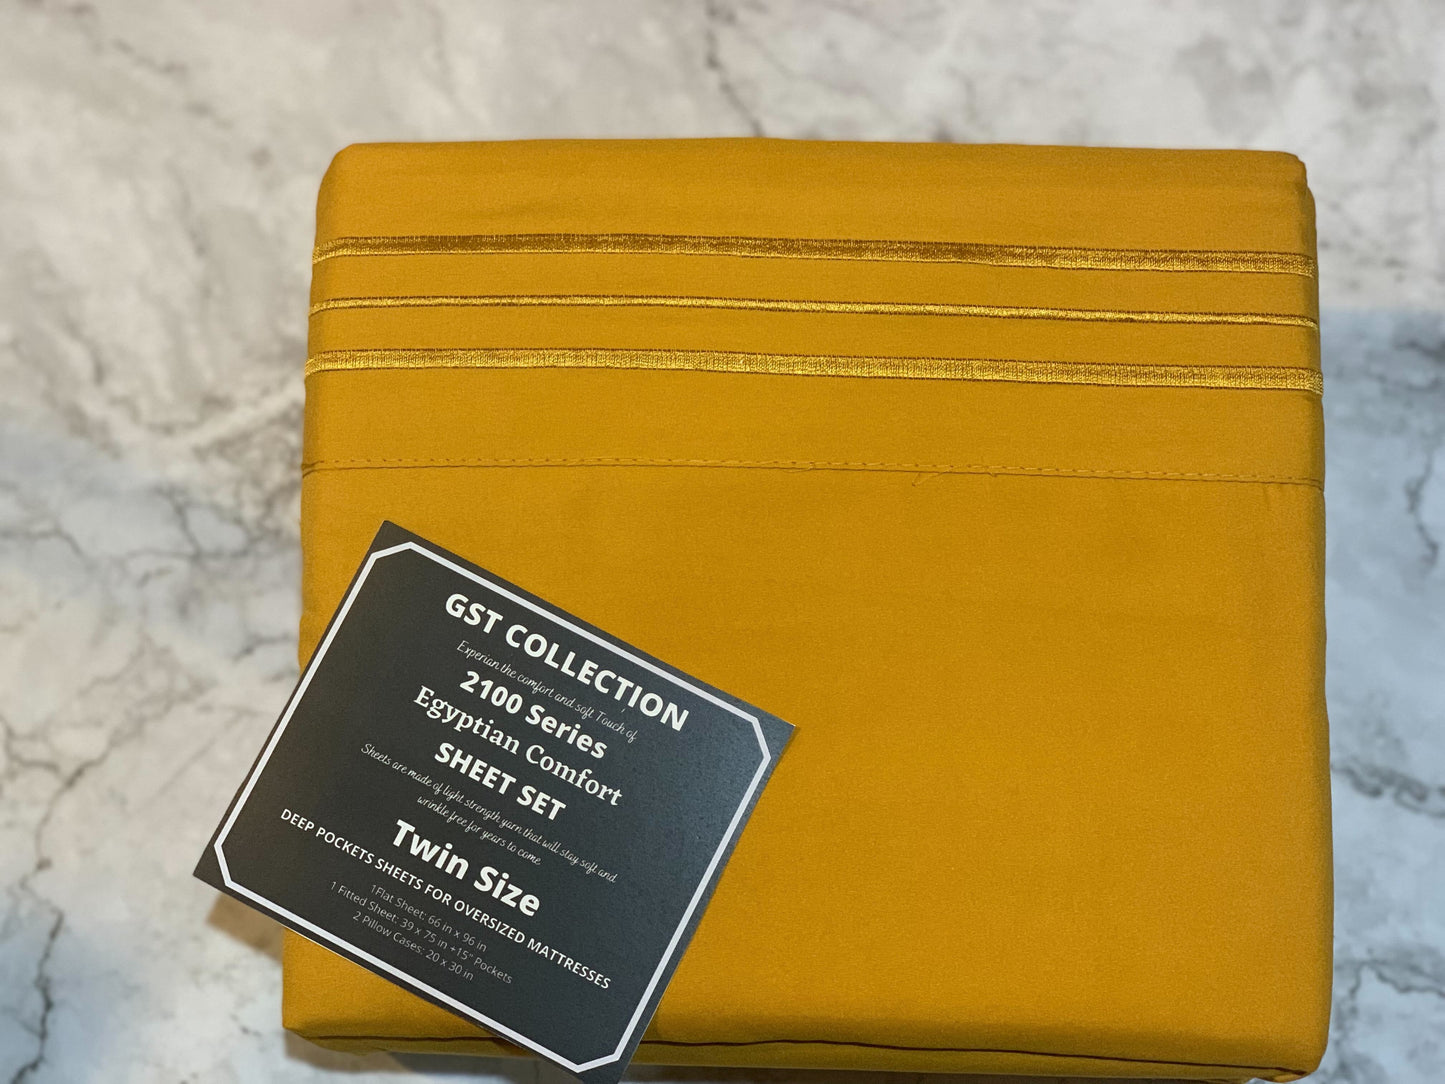 GST COLLECTION
Experian the comfort and soft Touch of
2100 Series
Egyptian Comfort
SHEET SET
Sheets are made of light strength yarn that will stay soft and
wrinkle free for years to come
Twin Size
DEEP POCKETS SHEETS FOR OVERSIZED MATTRESSES
1Flat Sheet: 66 in x 96 in
1 Fitted Sheet: 39 x 75 in +15" Pockets
2 Pillow Cases: 20 x 30 in